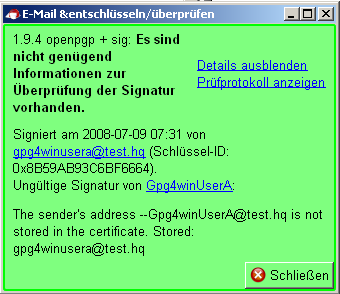 E-Mail &entschlüsseln/überprüfen
1.9.4 openpgp + sig: Es sind
nicht genügend
Informationen zur
Überprüfung der Signatur
vorhanden.
Details ausblenden
Prüfprotokoll anzeigen
Signiert am 2008-07-09 07:31 von
gpg4winusera@test.hq (Schlüssel-ID:
0x8B59AB93C6BF6664).
Ungültige Signatur von Gpg4winUserA:
The sender's address --Gpg4winUserA@test.hq is not
stored in the certificate. Stored:
gpg4winusera@test.hq
Schließen